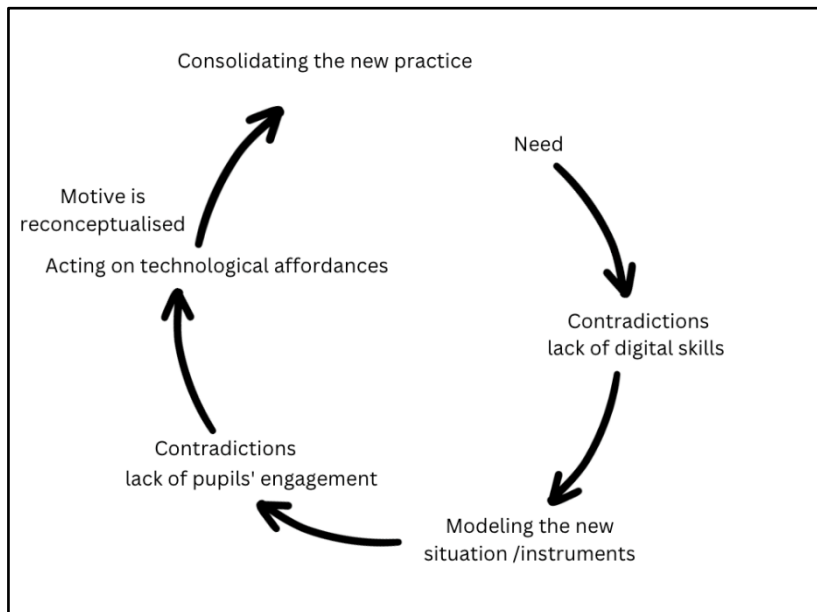 Consolidating the new practice
Need
Contradictions
lack of digital skills
Modeling the new
situation /instruments
Contradictions
lack of pupils' engagement
Acting on technological affordances
Motive is
reconceptualised